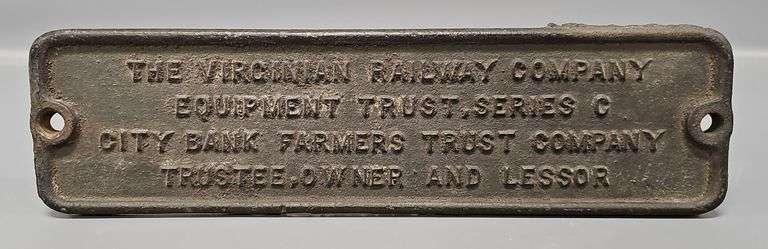 THE VIRGINIAN RAILWAY COMPANY
EQUIPMENT TRUST, SERIES C
CITY BANK FARMERS TRUST COMPANY
TRUSTEE, OWNER AND LESSOR